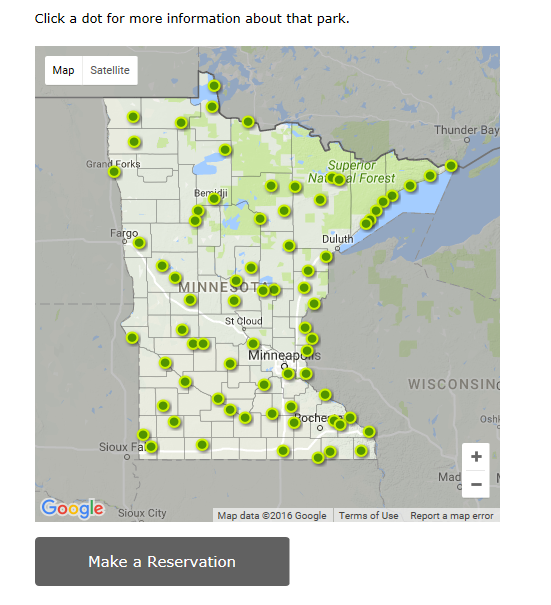 Click a dot for more information about that park.
Map Satellite
Thunder Bay
Grand Forks
Superior
National Forest
Bemidji
Fargo
Duluth
MINNESOTA
St Cloud
Minneapolis
WISCONSIN
Roche
Oshk
Sioux Fa
Mad
+
−
Google
Sioux City
Map data ©2016 Google Terms of Use Report a map error
Make a Reservation